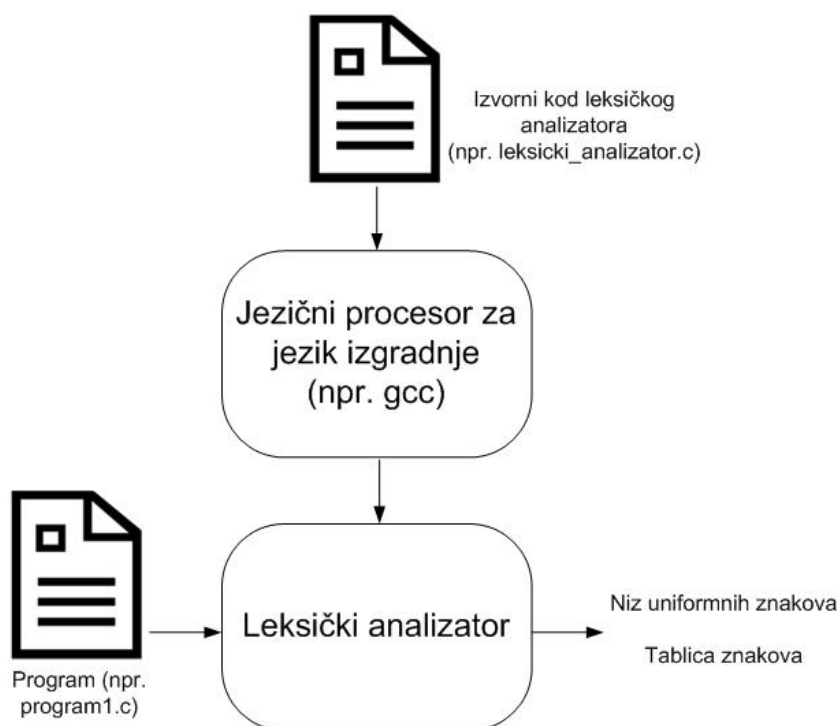 Izvorni kod leksičkog
analizatora
(npr. leksicki_analizator.c)
Jezični procesor za
jezik izgradnje
(npr. gcc)
Leksički analizator
Program (npr.
program1.c)
Niz uniformnih znakova
Tablica znakova